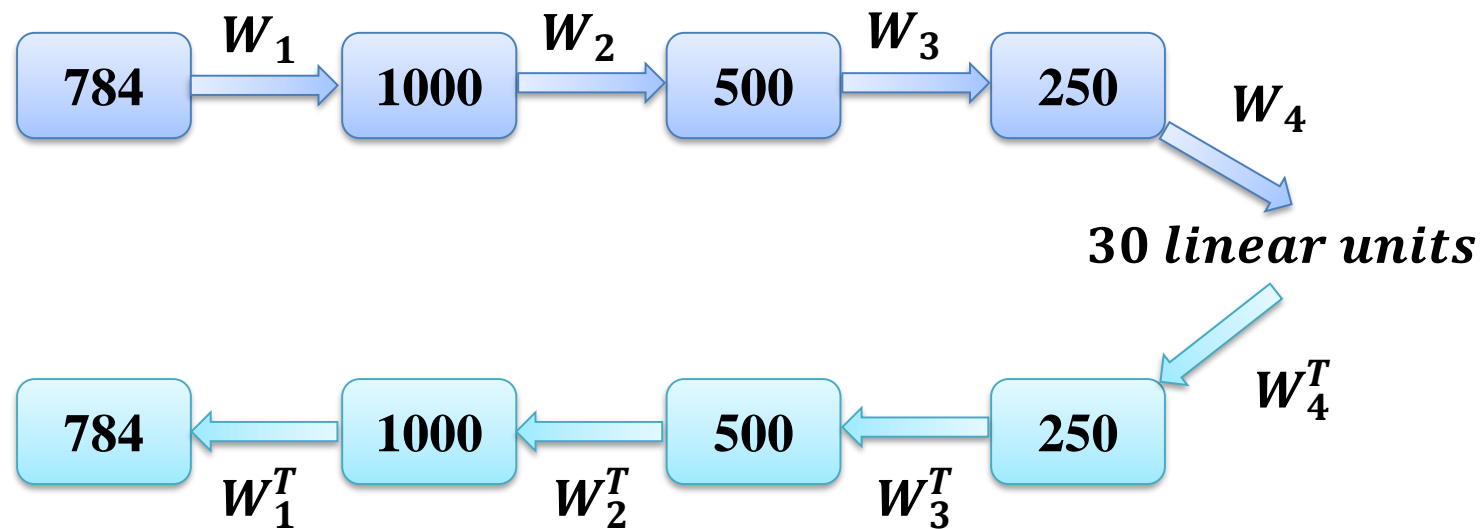 W₁ W₂ W₃
784 1000 500 250
W₄
30 linear units
W₄ᵀ
784 1000 500 250
W₁ᵀ W₂ᵀ W₃ᵀ